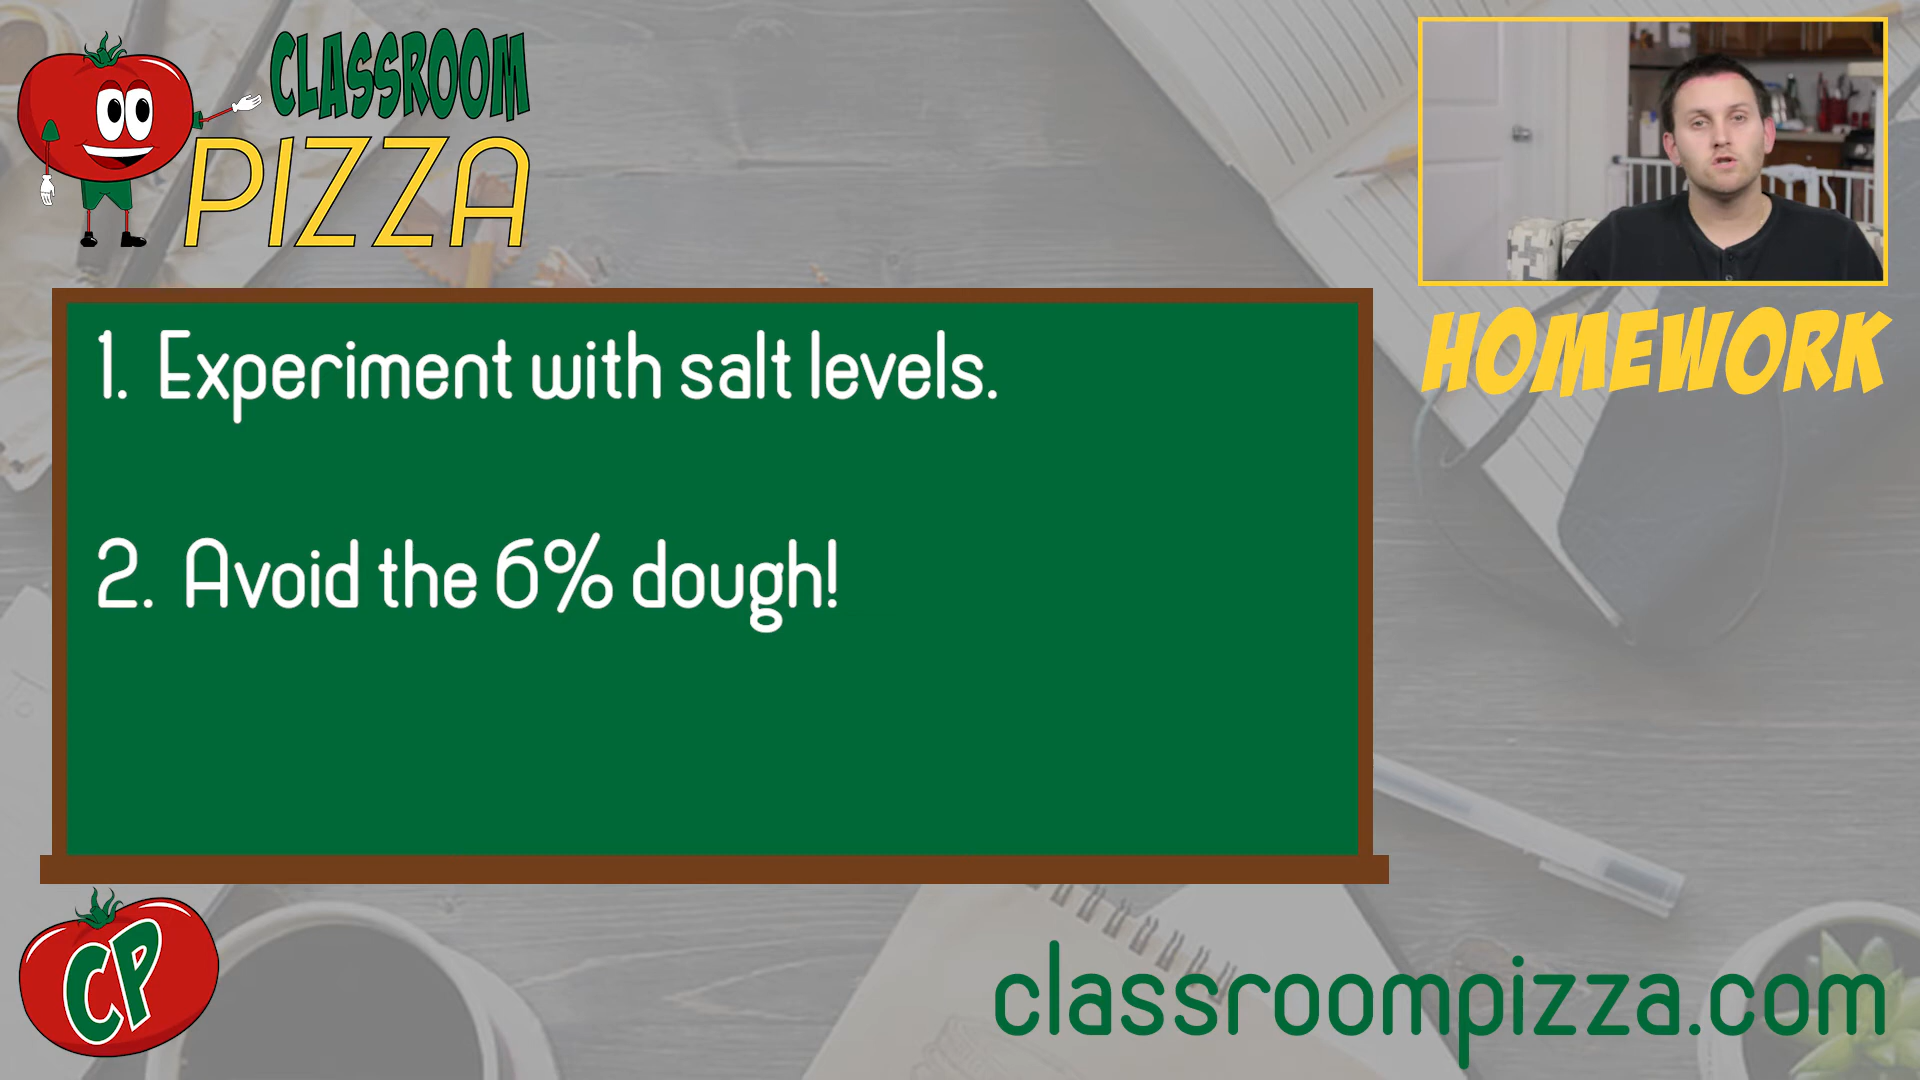 CLASSROOM
PIZZA
HOMEWORK
1. Experiment with salt levels.
2. Avoid the 6% dough!
CP
classroompizza.com